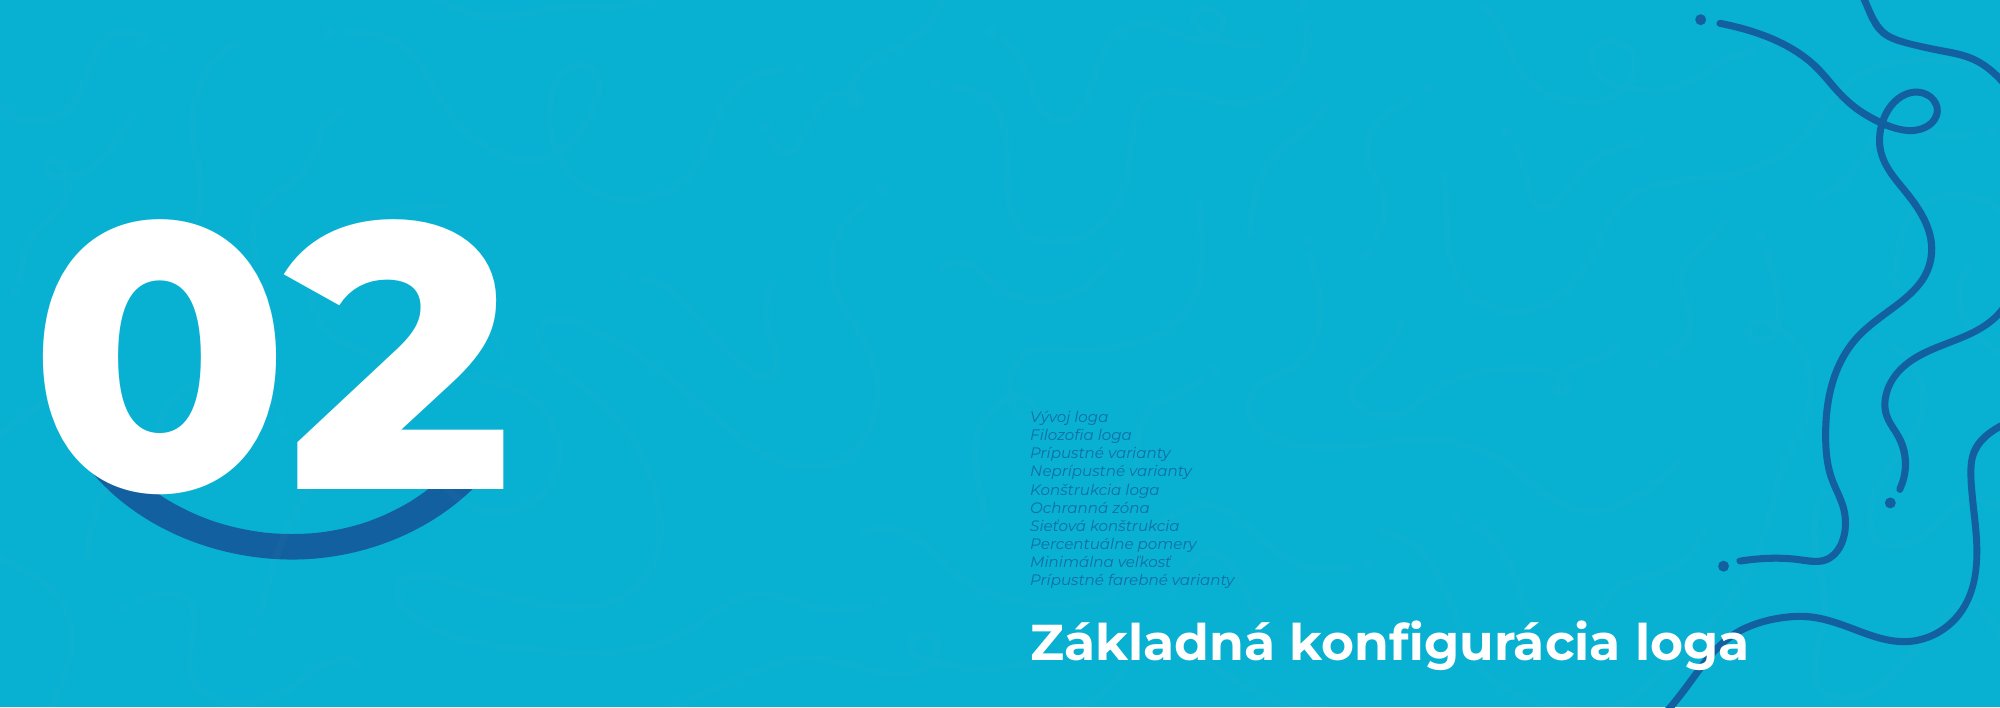 02
Vývoj loga
Filozofia loga
Prípustné varianty
Neprípustné varianty
Konštrukcia loga
Ochranná zóna
Sieťová konštrukcia
Percentuálne pomery
Minimálna veľkosť
Prípustné farebné varianty
Základná konfigurácia loga